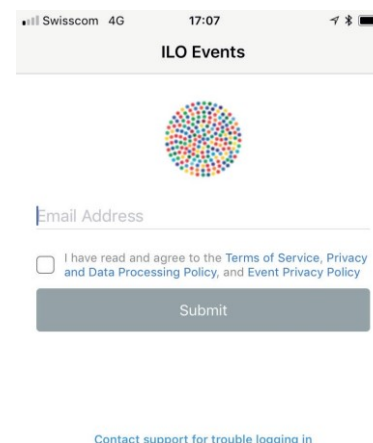 Swisscom 4G 17:07
ILO Events
Email Address
I have read and agree to the Terms of Service, Privacy
and Data Processing Policy, and Event Privacy Policy
Submit
Contact support for trouble logging in